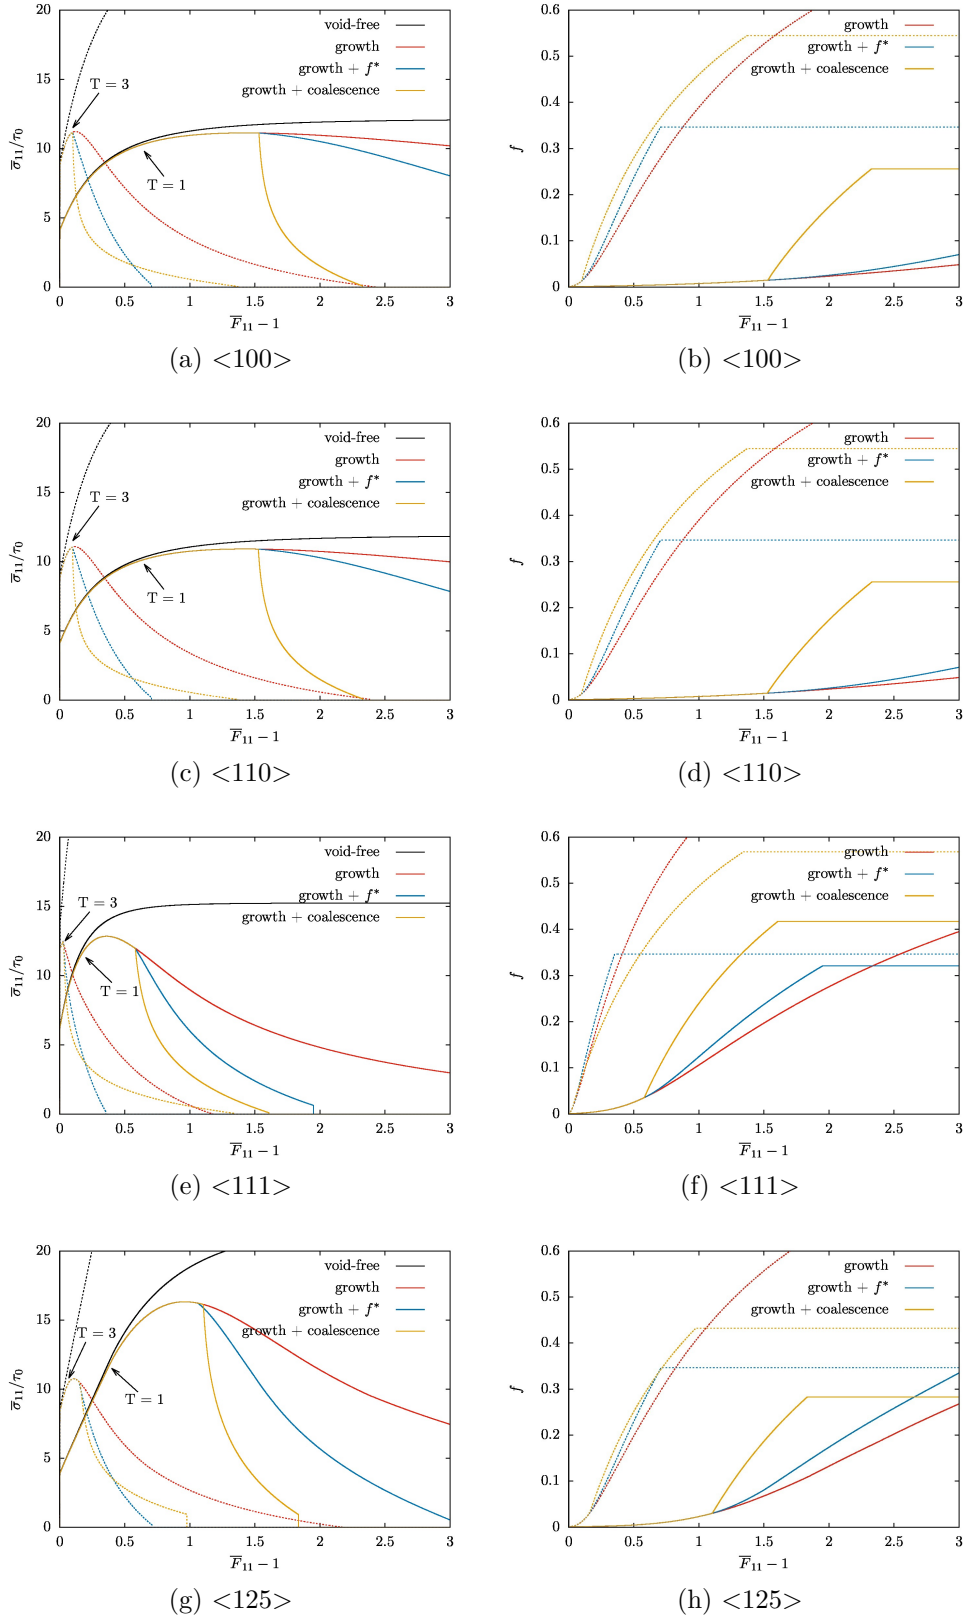 20
15
10
5
0
0
0.5
1
1.5
2
2.5
3
σ̅₁₁/τ₀
F̅₁₁ − 1
void-free
growth
growth + f*
growth + coalescence
T = 3
T = 1
(a) <100>
0.6
0.5
0.4
0.3
0.2
0.1
0
0
0.5
1
1.5
2
2.5
3
f
F̅₁₁ − 1
growth
growth + f*
growth + coalescence
(b) <100>
20
15
10
5
0
0
0.5
1
1.5
2
2.5
3
σ̅₁₁/τ₀
F̅₁₁ − 1
void-free
growth
growth + f*
growth + coalescence
T = 3
T = 1
(c) <110>
0.6
0.5
0.4
0.3
0.2
0.1
0
0
0.5
1
1.5
2
2.5
3
f
F̅₁₁ − 1
growth
growth + f*
growth + coalescence
(d) <110>
20
15
10
5
0
0
0.5
1
1.5
2
2.5
3
σ̅₁₁/τ₀
F̅₁₁ − 1
void-free
growth
growth + f*
growth + coalescence
T = 3
T = 1
(e) <111>
0.6
0.5
0.4
0.3
0.2
0.1
0
0
0.5
1
1.5
2
2.5
3
f
F̅₁₁ − 1
growth
growth + f*
growth + coalescence
(f) <111>
20
15
10
5
0
0
0.5
1
1.5
2
2.5
3
σ̅₁₁/τ₀
F̅₁₁ − 1
void-free
growth
growth + f*
growth + coalescence
T = 3
T = 1
(g) <125>
0.6
0.5
0.4
0.3
0.2
0.1
0
0
0.5
1
1.5
2
2.5
3
f
F̅₁₁ − 1
growth
growth + f*
growth + coalescence
(h) <125>